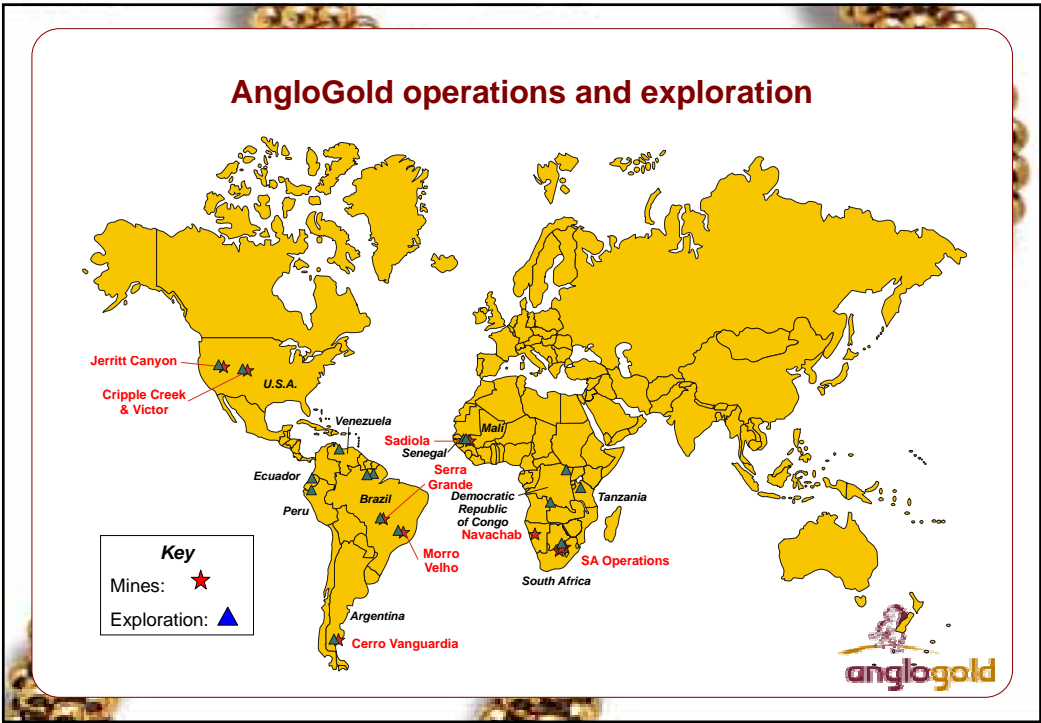 AngloGold operations and exploration
Jerritt Canyon
Cripple Creek
& Victor
U.S.A.
Venezuela
Ecuador
Peru
Brazil
Serra
Grande
Morro
Velho
Argentina
Cerro Vanguardia
Sadiola
Mali
Senegal
Democratic
Republic
of Congo
Tanzania
Navachab
SA Operations
South Africa
Key
Mines:
Exploration:
anglogold